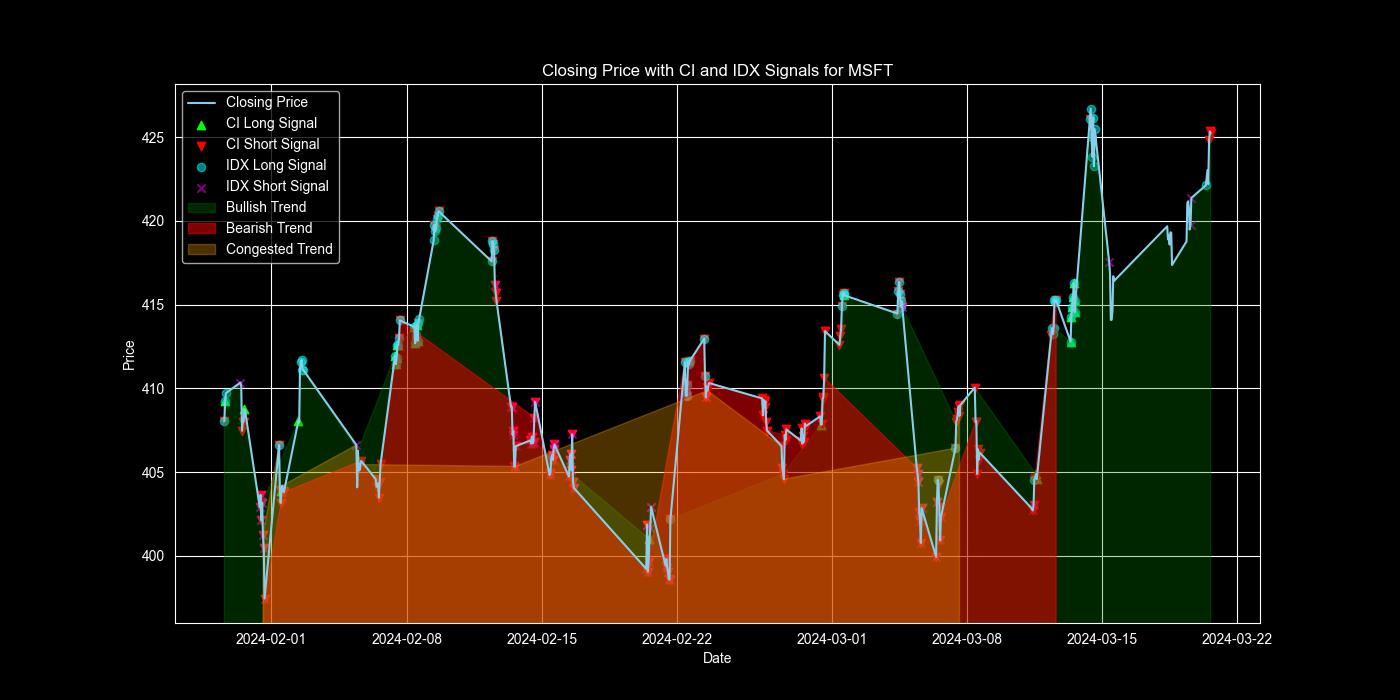 Closing Price with CI and IDX Signals for MSFT
Closing Price
CI Long Signal
CI Short Signal
IDX Long Signal
IDX Short Signal
Bullish Trend
Bearish Trend
Congested Trend
425
420
415
410
405
400
Price
2024-02-01 2024-02-08 2024-02-15 2024-02-22 2024-03-01 2024-03-08 2024-03-15 2024-03-22
Date